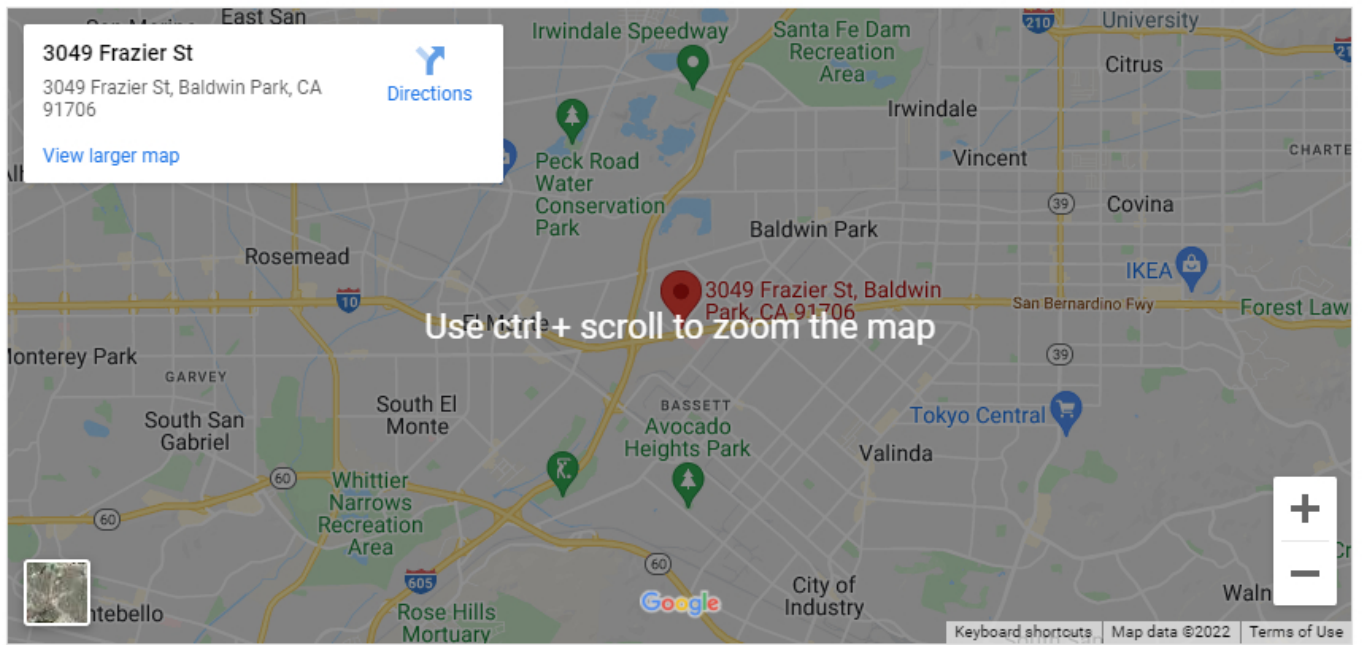 East San
3049 Frazier St
3049 Frazier St, Baldwin Park, CA
91706
Directions
View larger map
Irwindale Speedway
Santa Fe Dam
Recreation
Area
210
University
Citrus
Irwindale
Vincent
CHARTE
Peck Road
Water
Conservation
Park
39
Covina
Baldwin Park
Rosemead
IKEA
10
3049 Frazier St, Baldwin
Park, CA 91706
San Bernardino Fwy
Forest Law
El Monte
Use ctrl + scroll to zoom the map
Monterey Park
39
GARVEY
South San
Gabriel
South El
Monte
BASSETT
Avocado
Heights Park
Tokyo Central
Valinda
60
Whittier
Narrows
Recreation
Area
60
60
605
City of
Industry
Waln
ntebello
Rose Hills
Mortuary
Google
Keyboard shortcuts
Map data ©2022
Terms of Use